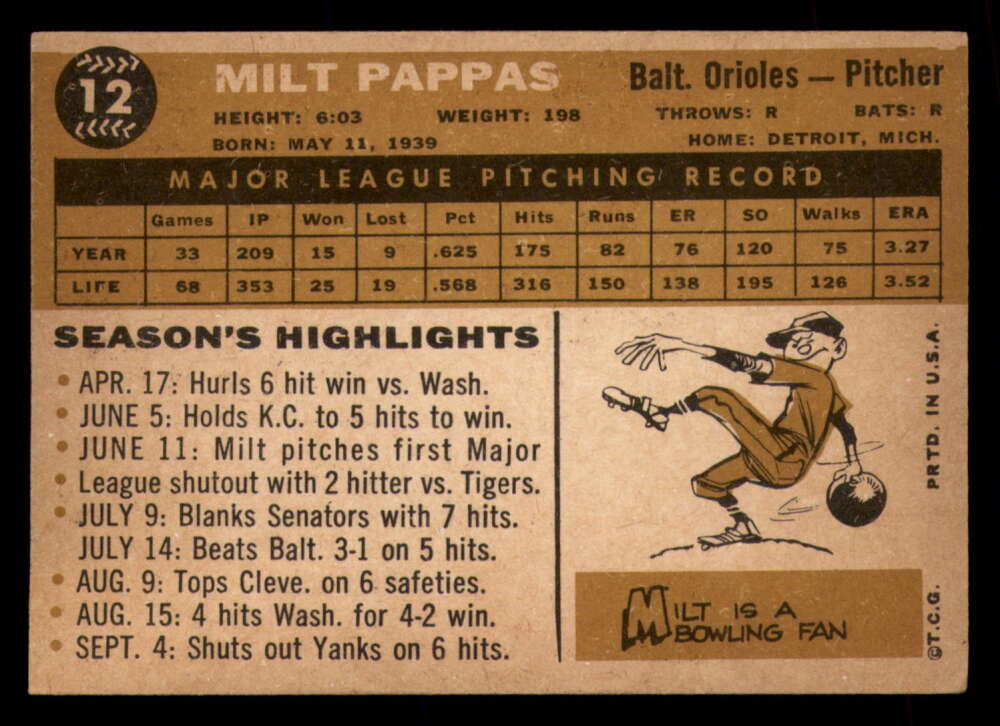 12
MILT PAPPAS
Balt. Orioles — Pitcher
HEIGHT: 6:03 WEIGHT: 198 THROWS: R BATS: R
BORN: MAY 11, 1939 HOME: DETROIT, MICH.
MAJOR LEAGUE PITCHING RECORD
Games IP Won Lost Pct Hits Runs ER SO Walks ERA
YEAR 33 209 15 9 .625 175 82 76 120 75 3.27
LIFE 68 353 25 19 .568 316 150 138 195 126 3.52
SEASON'S HIGHLIGHTS
• APR. 17: Hurls 6 hit win vs. Wash.
• JUNE 5: Holds K.C. to 5 hits to win.
• JUNE 11: Milt pitches first Major
• League shutout with 2 hitter vs. Tigers.
• JULY 9: Blanks Senators with 7 hits.
JULY 14: Beats Balt. 3-1 on 5 hits.
• AUG. 9: Tops Cleve. on 6 safeties.
• AUG. 15: 4 hits Wash. for 4-2 win.
• SEPT. 4: Shuts out Yanks on 6 hits.
MILT IS A
BOWLING FAN
PRTD. IN U.S.A.
©T.C.G.